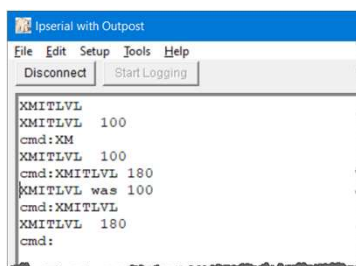 Ipserial with Outpost
File Edit Setup Tools Help
Disconnect Start Logging
XMITLVL
XMITLVL 100
cmd:XM
XMITLVL 100
cmd:XMITLVL 180
XMITLVL was 100
cmd:XMITLVL
XMITLVL 180
cmd: